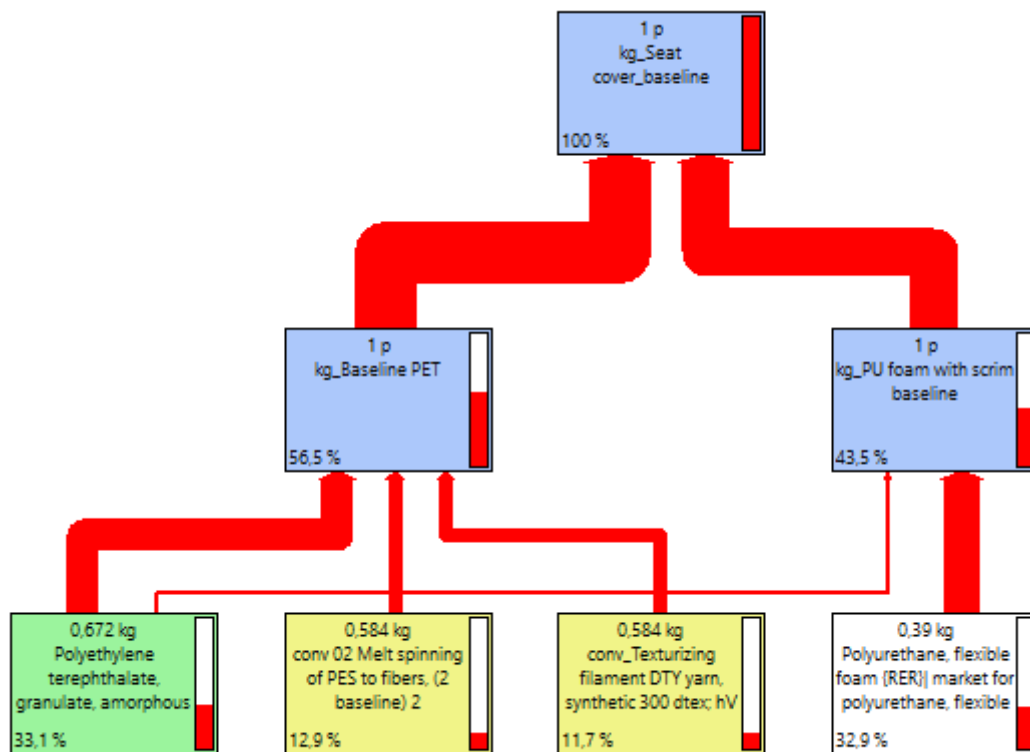 1 p
kg_Seat
cover_baseline
100 %
1 p
kg_Baseline PET
56,5 %
1 p
kg_PU foam with scrim
baseline
43,5 %
0,672 kg
Polyethylene
terephthalate,
granulate, amorphous
33,1 %
0,584 kg
conv 02 Melt spinning
of PES to fibers, (2
baseline) 2
12,9 %
0,584 kg
conv_Texturizing
filament DTY yarn,
synthetic 300 dtex; hV
11,7 %
0,39 kg
Polyurethane, flexible
foam {RER}| market for
polyurethane, flexible
32,9 %